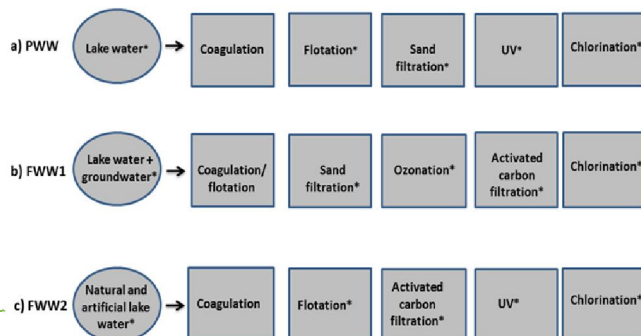 a) PWW
Lake water*
Coagulation
Flotation*
Sand
filtration*
UV*
Chlorination*
b) FWW1
Lake water +
groundwater*
Coagulation/
flotation
Sand
filtration*
Ozonation*
Activated
carbon
filtration*
Chlorination*
c) FWW2
Natural and
artificial lake
water*
Coagulation
Flotation*
Activated
carbon
filtration*
UV*
Chlorination*